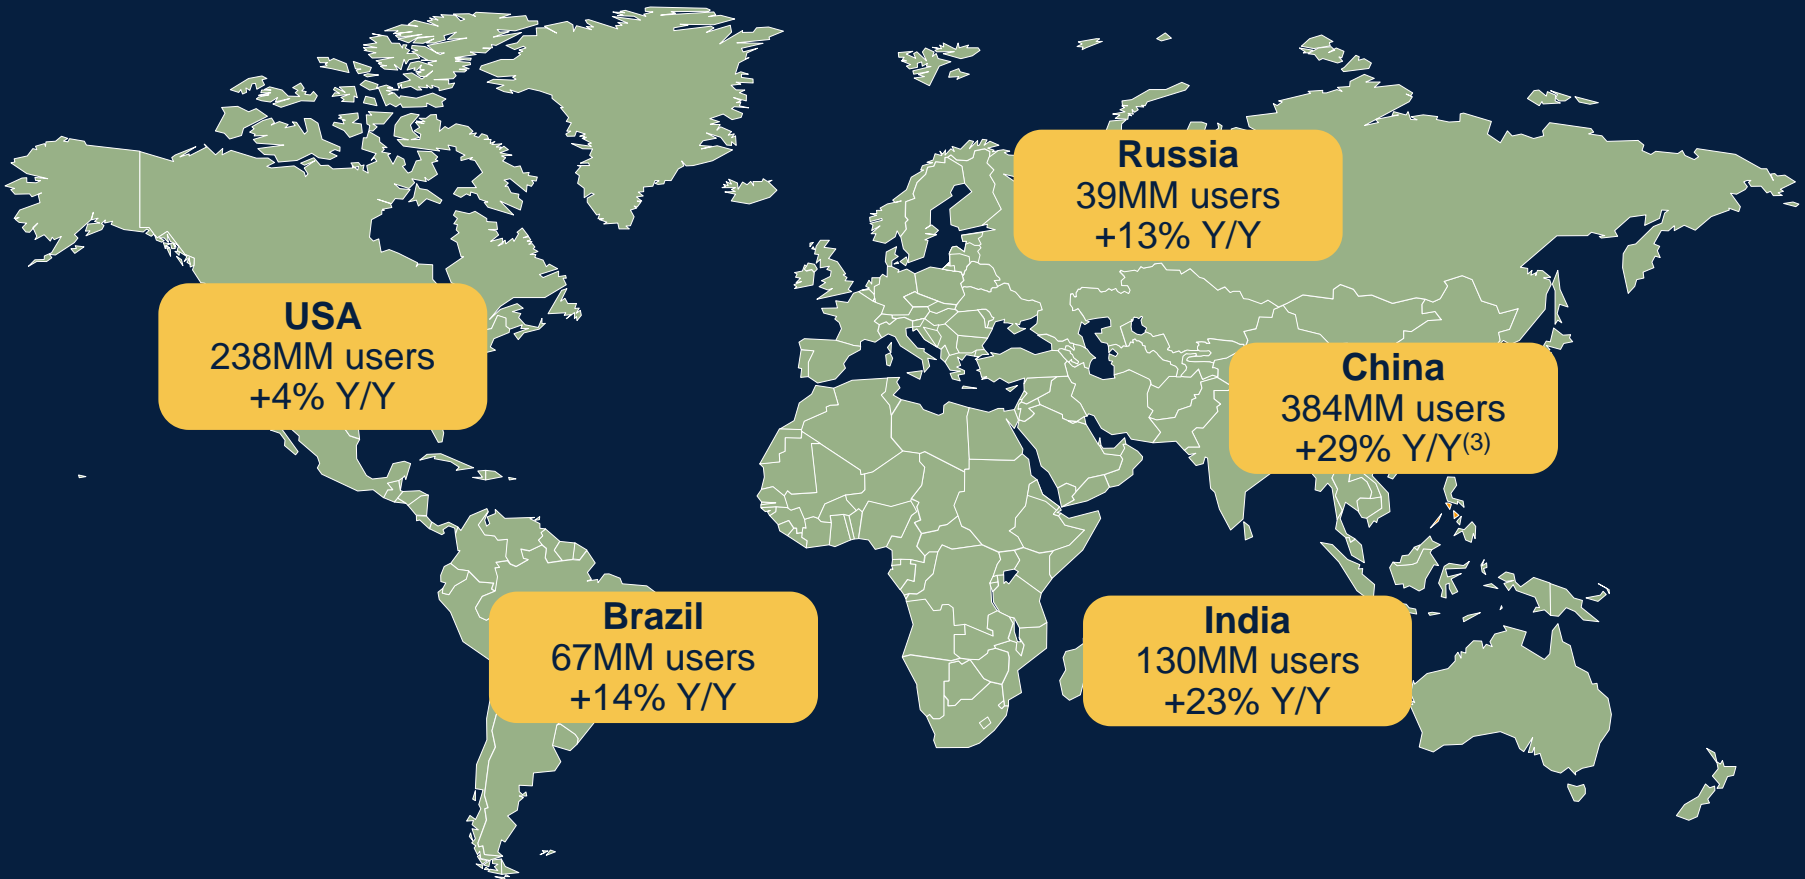 Russia
39MM users
+13% Y/Y
USA
238MM users
+4% Y/Y
China
384MM users
+29% Y/Y(3)
Brazil
67MM users
+14% Y/Y
India
130MM users
+23% Y/Y